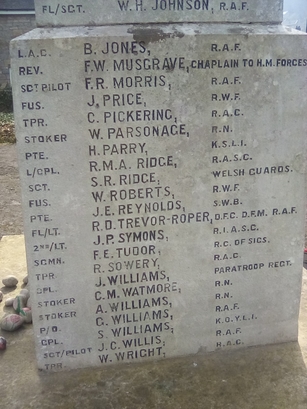 FL/SGT. W.H. JOHNSON, R.A.F.
L.A.C. B. JONES, R.A.F.
REV. F.W. MUSGRAVE, CHAPLAIN TO H.M. FORCES
SGT PILOT F.R. MORRIS, R.A.F.
FUS. J. PRICE, R.W.F.
TPR. C. PICKERING, R.A.C.
STOKER W. PARSONAGE, R.N.
PTE. H. PARRY, K.S.L.I.
L/CPL. R.M.A. RIDGE, R.A.S.C.
SGT. S.R. RIDGE, WELSH GUARDS.
FUS. W. ROBERTS, R.W.F.
PTE. J.E. REYNOLDS, S.W.B.
FL/LT. R.D. TREVOR-ROPER, D.F.C. D.F.M. R.A.F.
2ND/LT. J.P. SYMONS, R.I.A.S.C.
SGMN. F.E. TUDOR, R.C. OF SIGS.
TPR. R. SOWERY, R.A.C.
CPL. J. WILLIAMS, PARATROOP REGT.
STOKER C.M. WATMORE, R.N.
STOKER A. WILLIAMS, R.N.
P/O. G. WILLIAMS, R.A.F.
CPL. S. WILLIAMS, K.O.Y.L.I.
SGT/PILOT J.C. WILLIS, R.A.F.
TPR. W. WRIGHT, R.A.C.